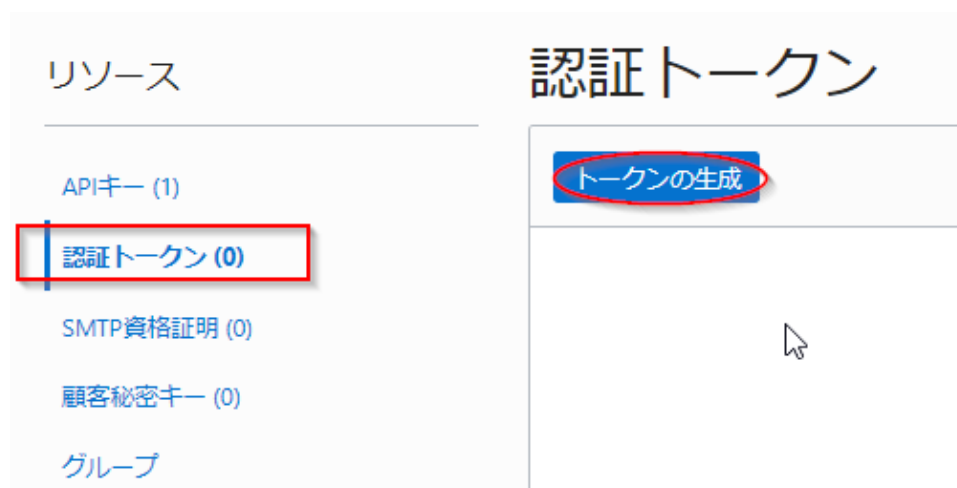 リソース
APIキー (1)
認証トークン (0)
SMTP資格証明 (0)
顧客秘密キー (0)
グループ
認証トークン
トークンの生成